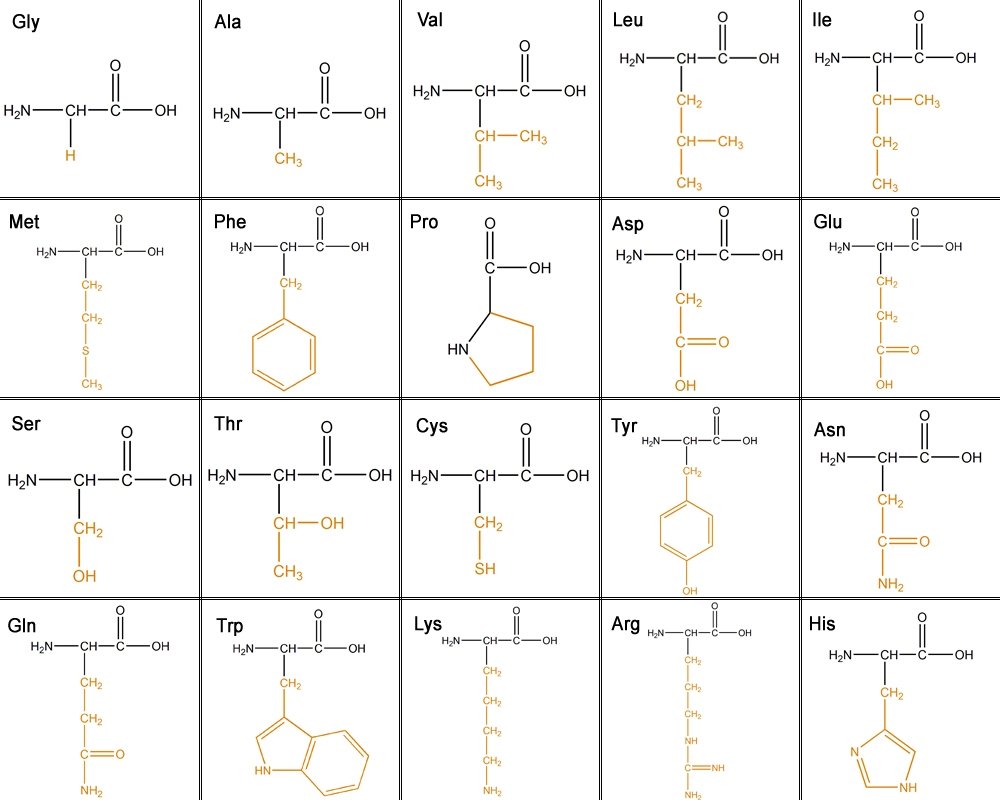 Gly
O
H₂N CH C OH
H
Ala
O
H₂N CH C OH
CH₃
Val
O
H₂N CH C OH
CH CH₃
CH₃
Leu
O
H₂N CH C OH
CH₂
CH CH₃
CH₃
Ile
O
H₂N CH C OH
CH CH₃
CH₂
CH₃
Met
O
H₂N CH C OH
CH₂
CH₂
S
CH₃
Phe
O
H₂N CH C OH
CH₂
Pro
O
C OH
HN
Asp
O
H₂N CH C OH
CH₂
C O
OH
Glu
O
H₂N CH C OH
CH₂
CH₂
C O
OH
Ser
O
H₂N CH C OH
CH₂
OH
Thr
O
H₂N CH C OH
CH OH
CH₃
Cys
O
H₂N CH C OH
CH₂
SH
Tyr
O
H₂N CH C OH
CH₂
OH
Asn
O
H₂N CH C OH
CH₂
C O
NH₂
Gln
O
H₂N CH C OH
CH₂
CH₂
C O
NH₂
Trp
O
H₂N CH C OH
CH₂
HN
Lys
O
H₂N CH C OH
CH₂
CH₂
CH₂
CH₂
NH₂
Arg
O
H₂N CH C OH
CH₂
CH₂
CH₂
NH
C NH
NH₂
His
O
H₂N CH C OH
CH₂
N
NH